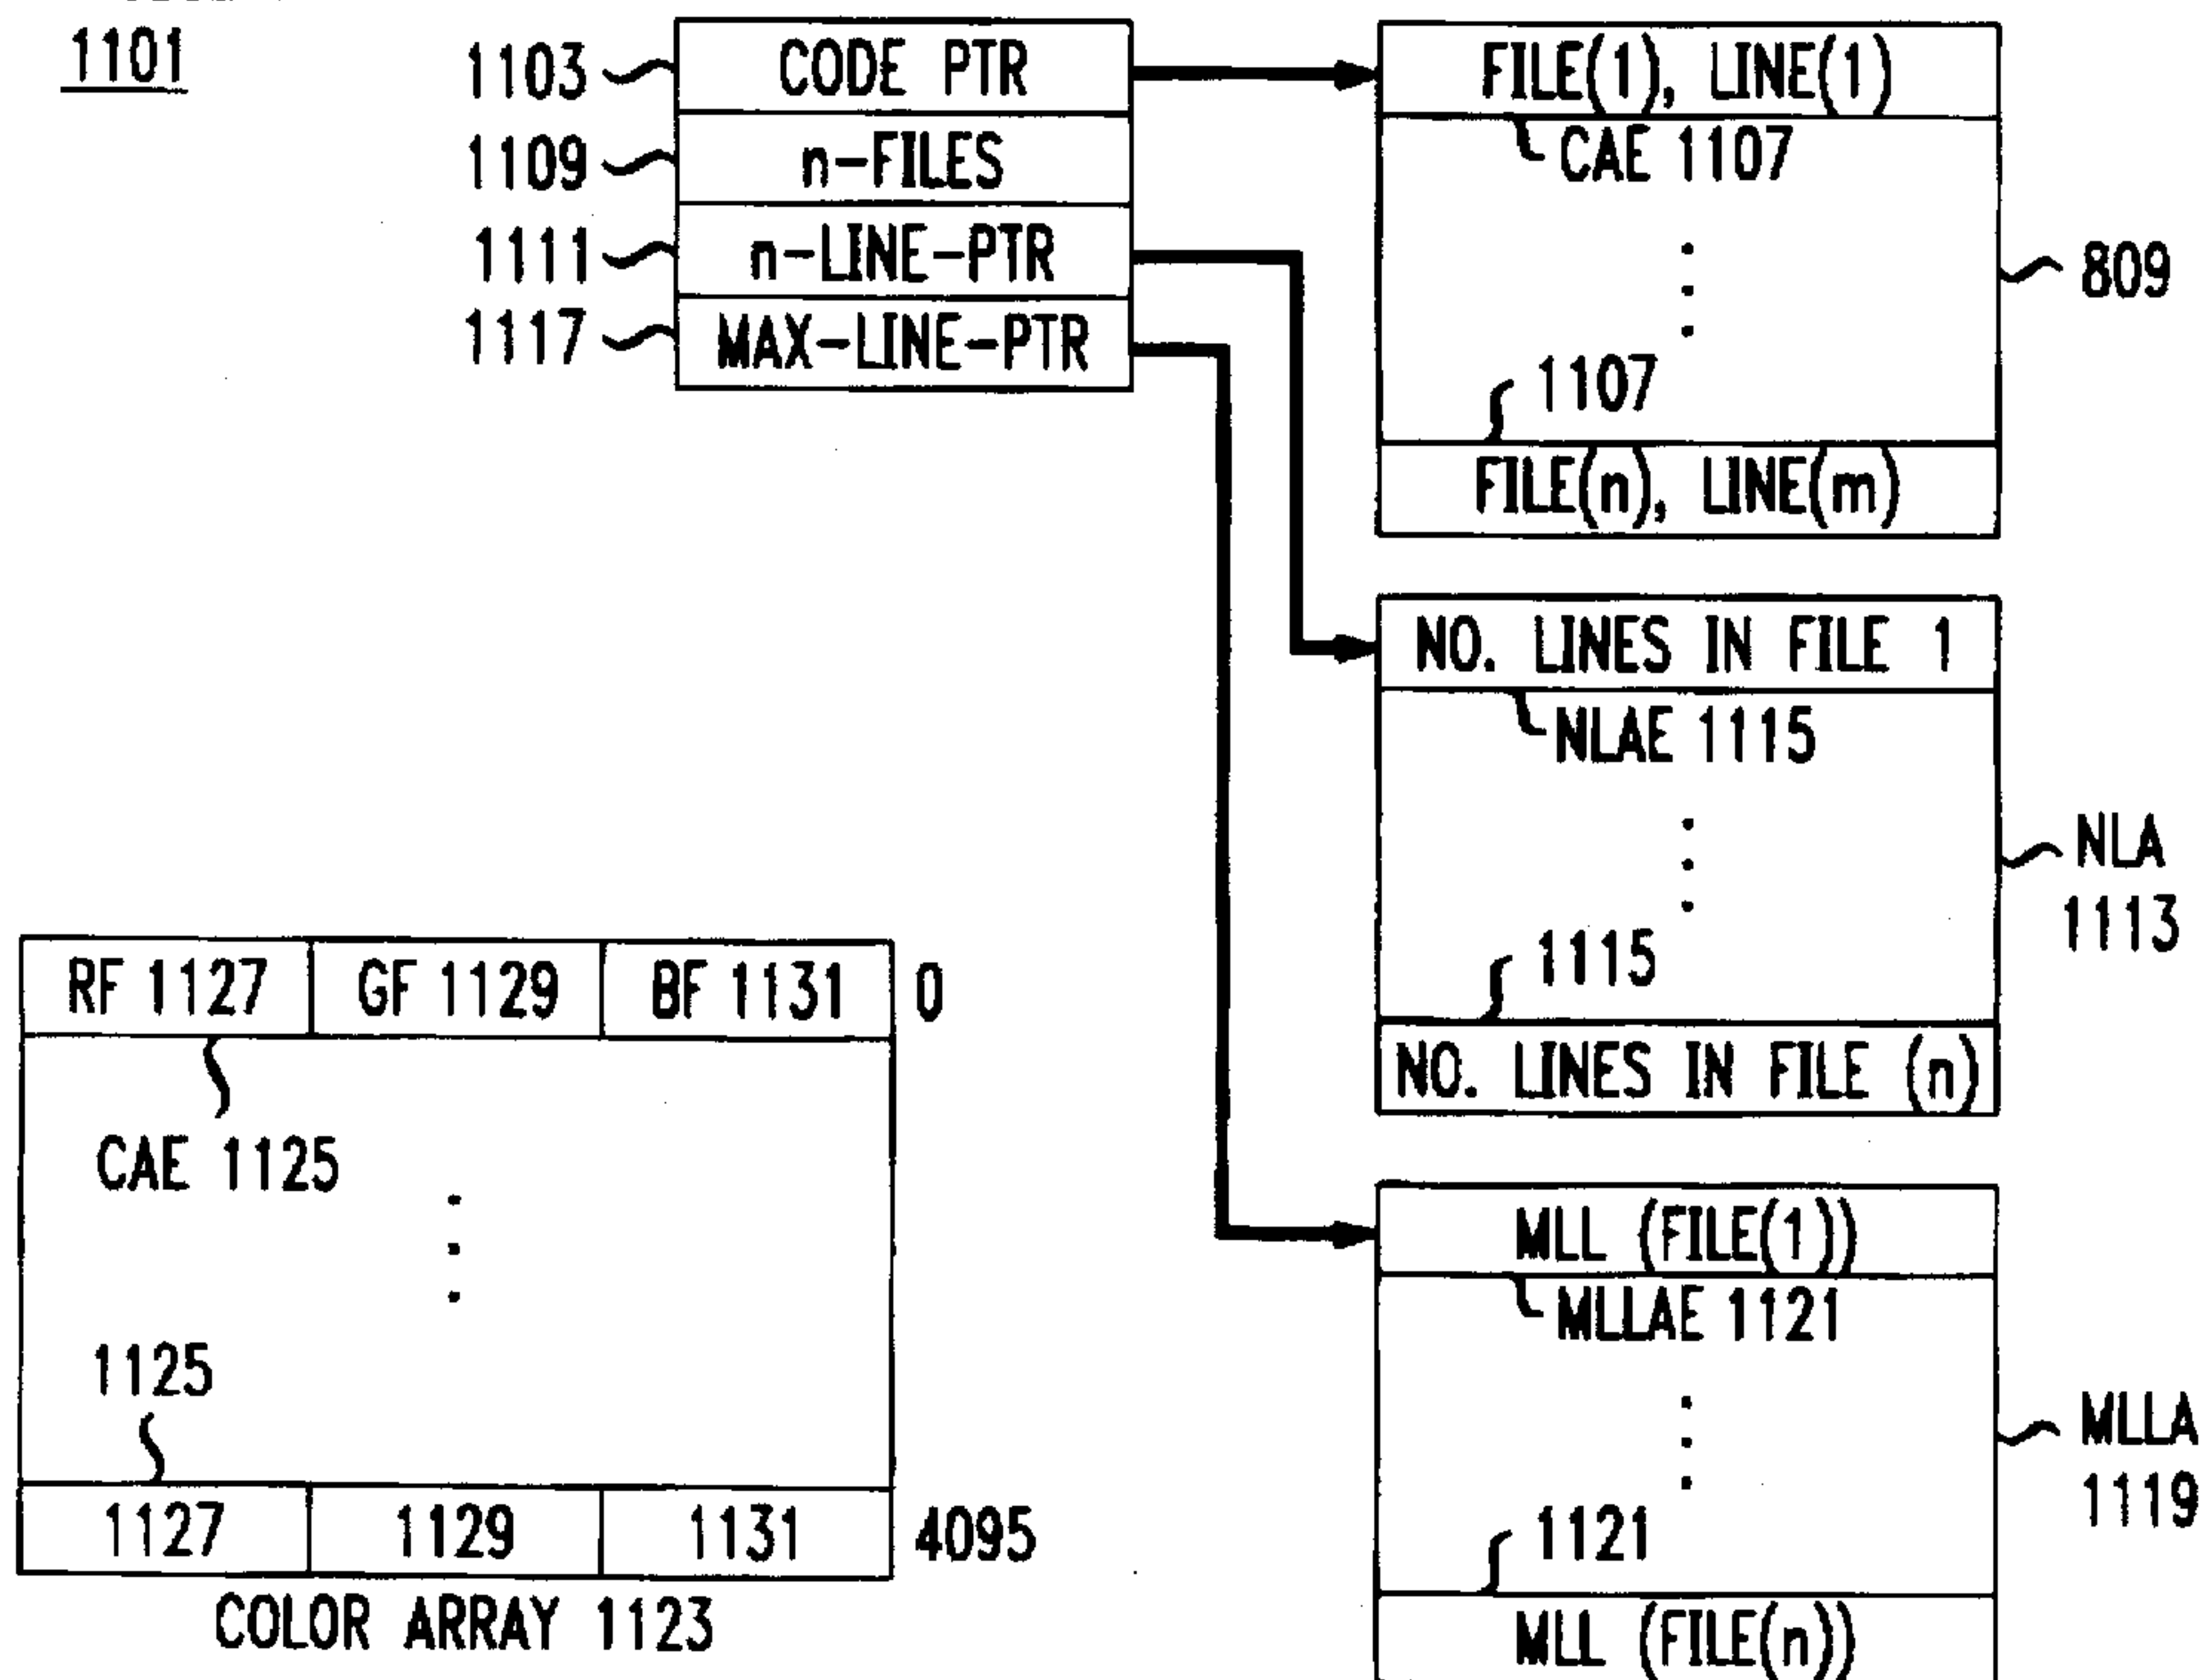 1101
1103
CODE PTR
1109
n-FILES
1111
n-LINE-PTR
1117
MAX-LINE-PTR
FILE(1), LINE(1)
CAE 1107
809
1107
FILE(n), LINE(m)
NO. LINES IN FILE 1
NLAE 1115
NLA
1113
1115
NO. LINES IN FILE (n)
RF 1127 GF 1129 BF 1131 0
CAE 1125
1125
1127 1129 1131 4095
COLOR ARRAY 1123
MLL (FILE(1))
MLLAE 1121
MLLA
1119
1121
MLL (FILE(n))